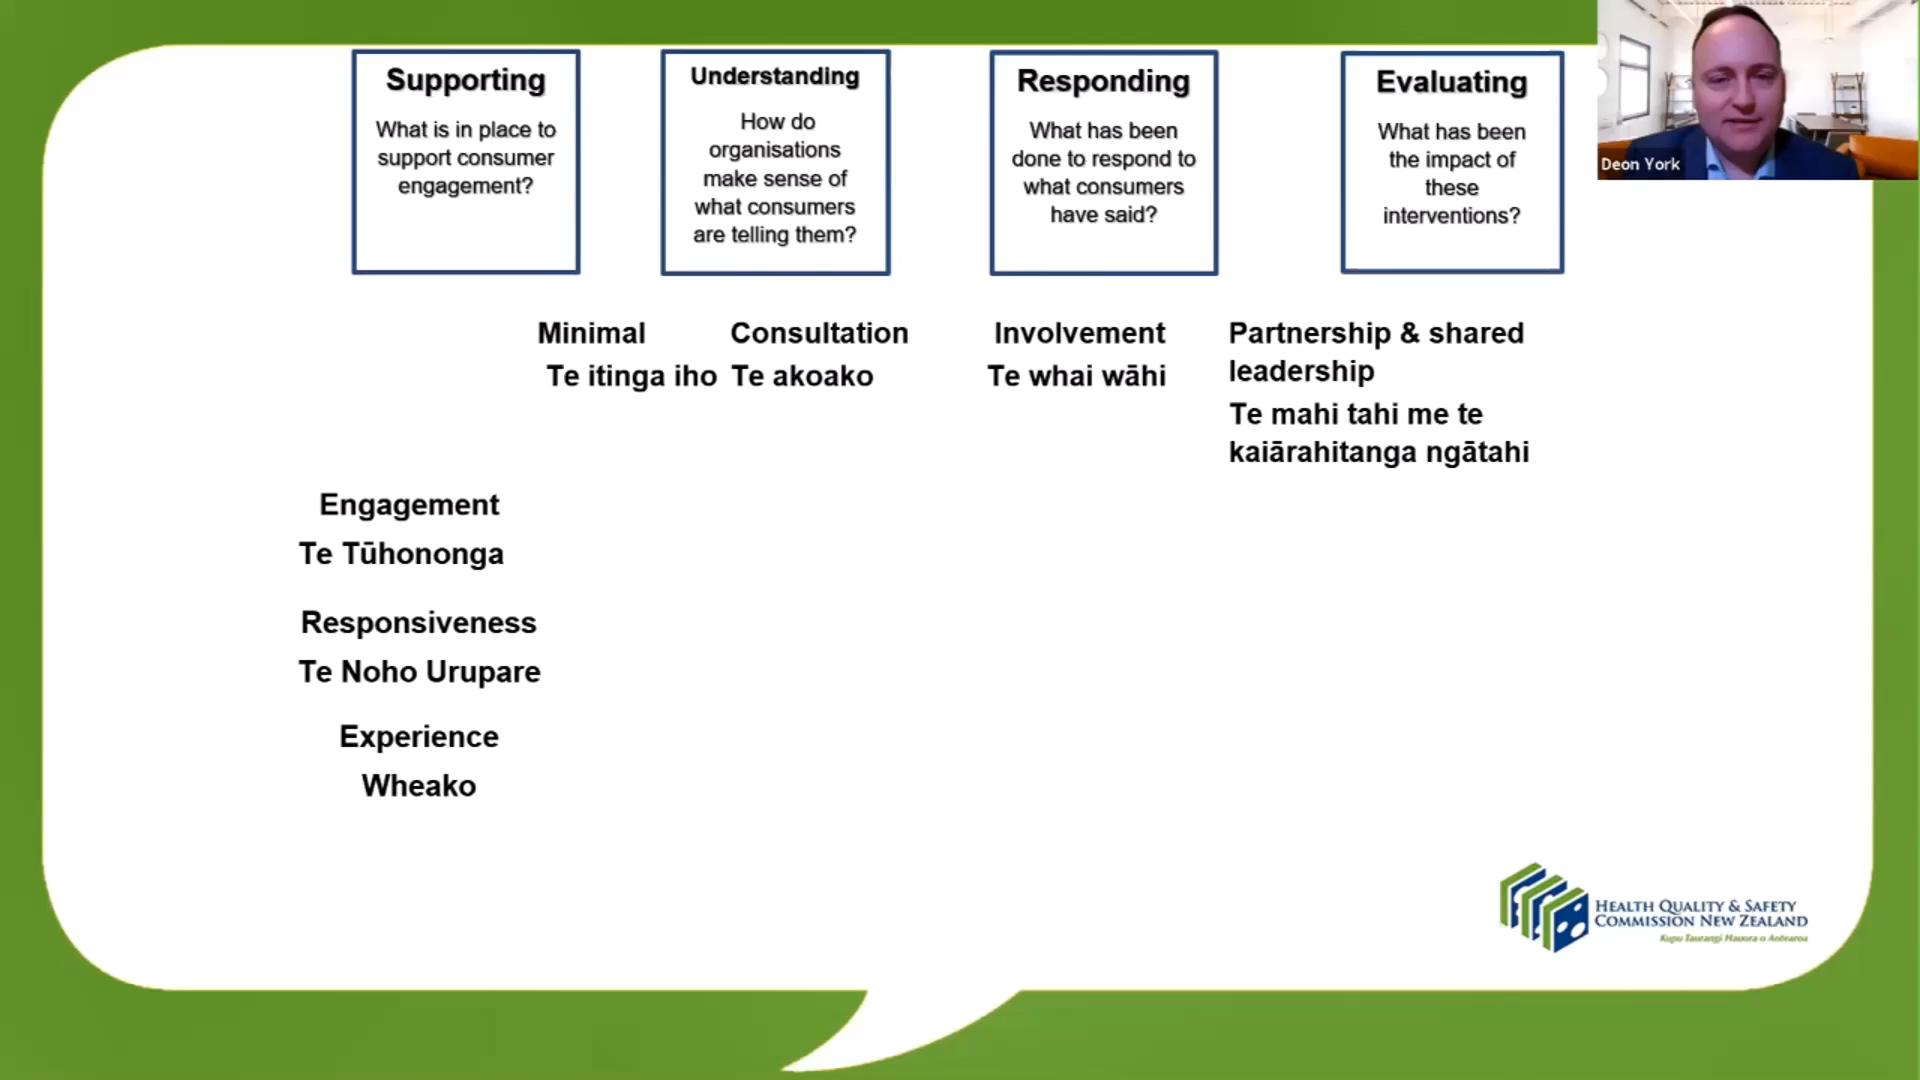 Supporting
What is in place to
support consumer
engagement?
Understanding
How do
organisations
make sense of
what consumers
are telling them?
Responding
What has been
done to respond to
what consumers
have said?
Evaluating
What has been
the impact of
these
interventions?
Deon York
Minimal
Te itinga iho
Consultation
Te akoako
Involvement
Te whai wāhi
Partnership & shared
leadership
Te mahi tahi me te
kaiārahitanga ngātahi
Engagement
Te Tūhononga
Responsiveness
Te Noho Urupare
Experience
Wheako
HEALTH QUALITY & SAFETY
COMMISSION NEW ZEALAND
Kupu Taurangi Hauora o Aotearoa